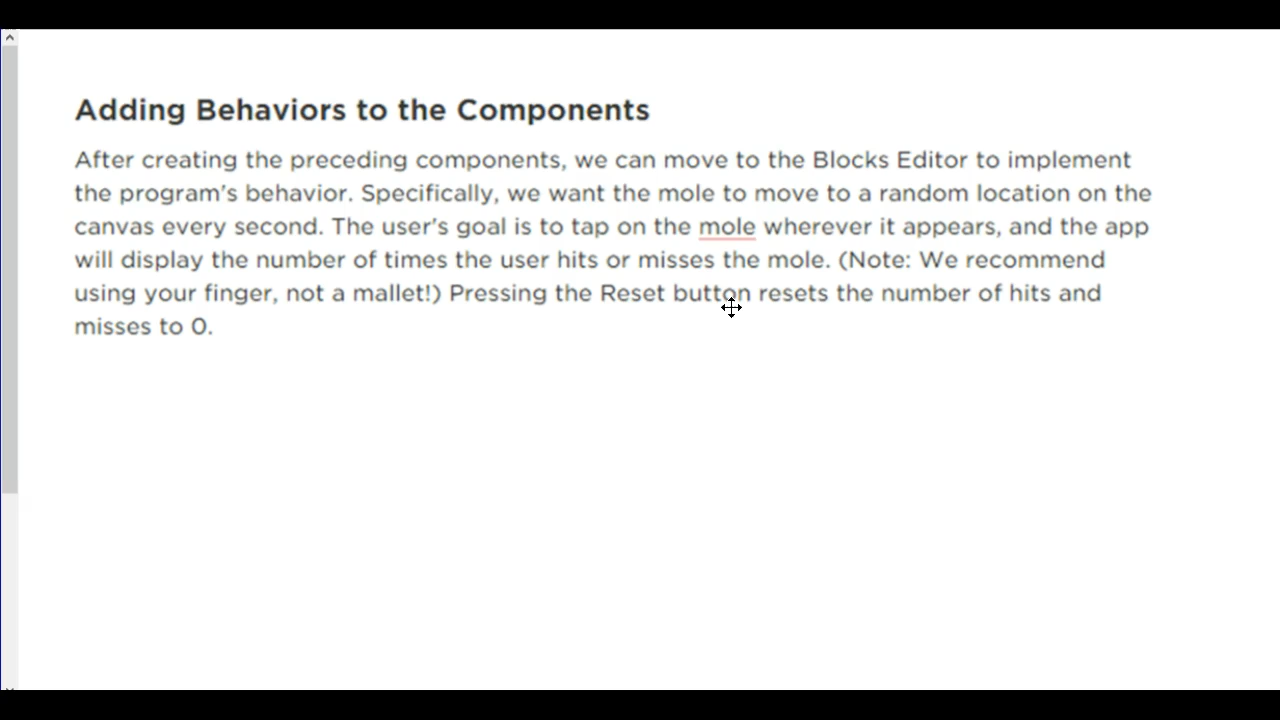 Adding Behaviors to the Components
After creating the preceding components, we can move to the Blocks Editor to implement
the program's behavior. Specifically, we want the mole to move to a random location on the
canvas every second. The user's goal is to tap on the mole wherever it appears, and the app
will display the number of times the user hits or misses the mole. (Note: We recommend
using your finger, not a mallet!) Pressing the Reset button resets the number of hits and
misses to 0.